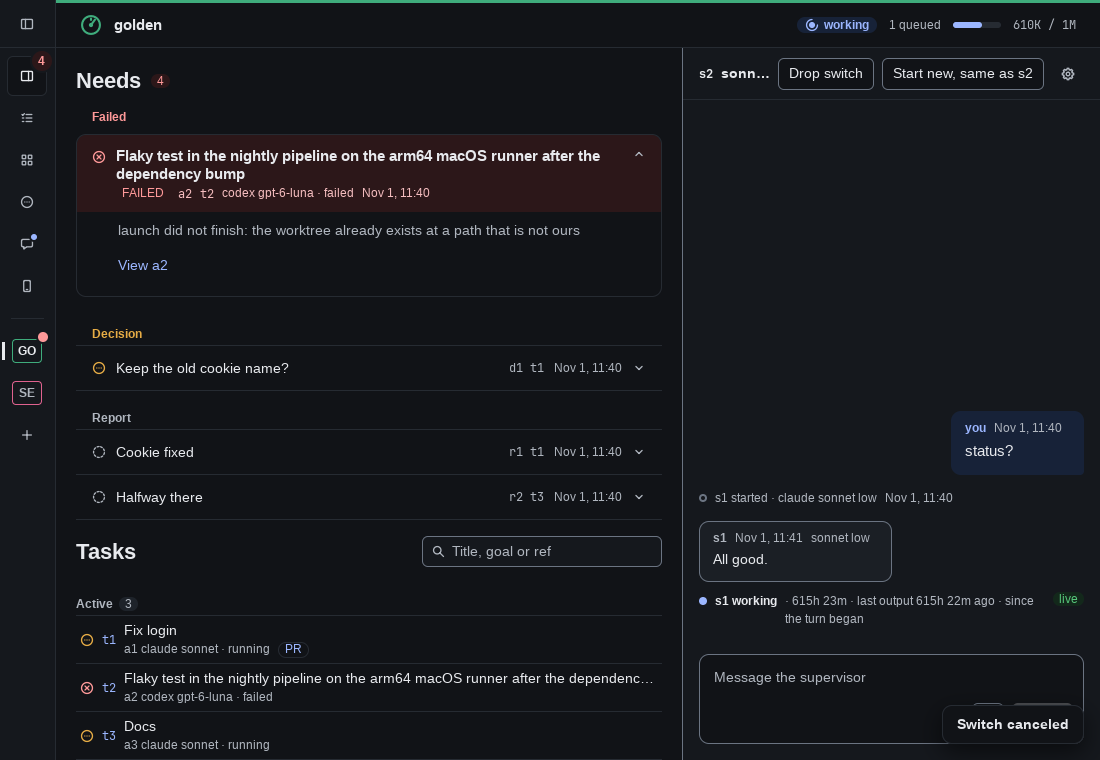 golden
working
1 queued
610K / 1M
4
GO
SE
Needs 4
Failed
Flaky test in the nightly pipeline on the arm64 macOS runner after the
dependency bump
FAILED a2 t2 codex gpt-6-luna · failed Nov 1, 11:40
launch did not finish: the worktree already exists at a path that is not ours
View a2
Decision
Keep the old cookie name? d1 t1 Nov 1, 11:40
Report
Cookie fixed r1 t1 Nov 1, 11:40
Halfway there r2 t3 Nov 1, 11:40
Tasks
Title, goal or ref
Active 3
t1 Fix login
a1 claude sonnet · running PR
t2 Flaky test in the nightly pipeline on the arm64 macOS runner after the dependenc…
a2 codex gpt-6-luna · failed
t3 Docs
a3 claude sonnet · running
s2 sonn…
Drop switch
Start new, same as s2
you Nov 1, 11:40
status?
s1 started · claude sonnet low Nov 1, 11:40
s1 Nov 1, 11:41 sonnet low
All good.
s1 working · 615h 23m · last output 615h 22m ago · since
the turn began
live
Message the supervisor
Switch canceled